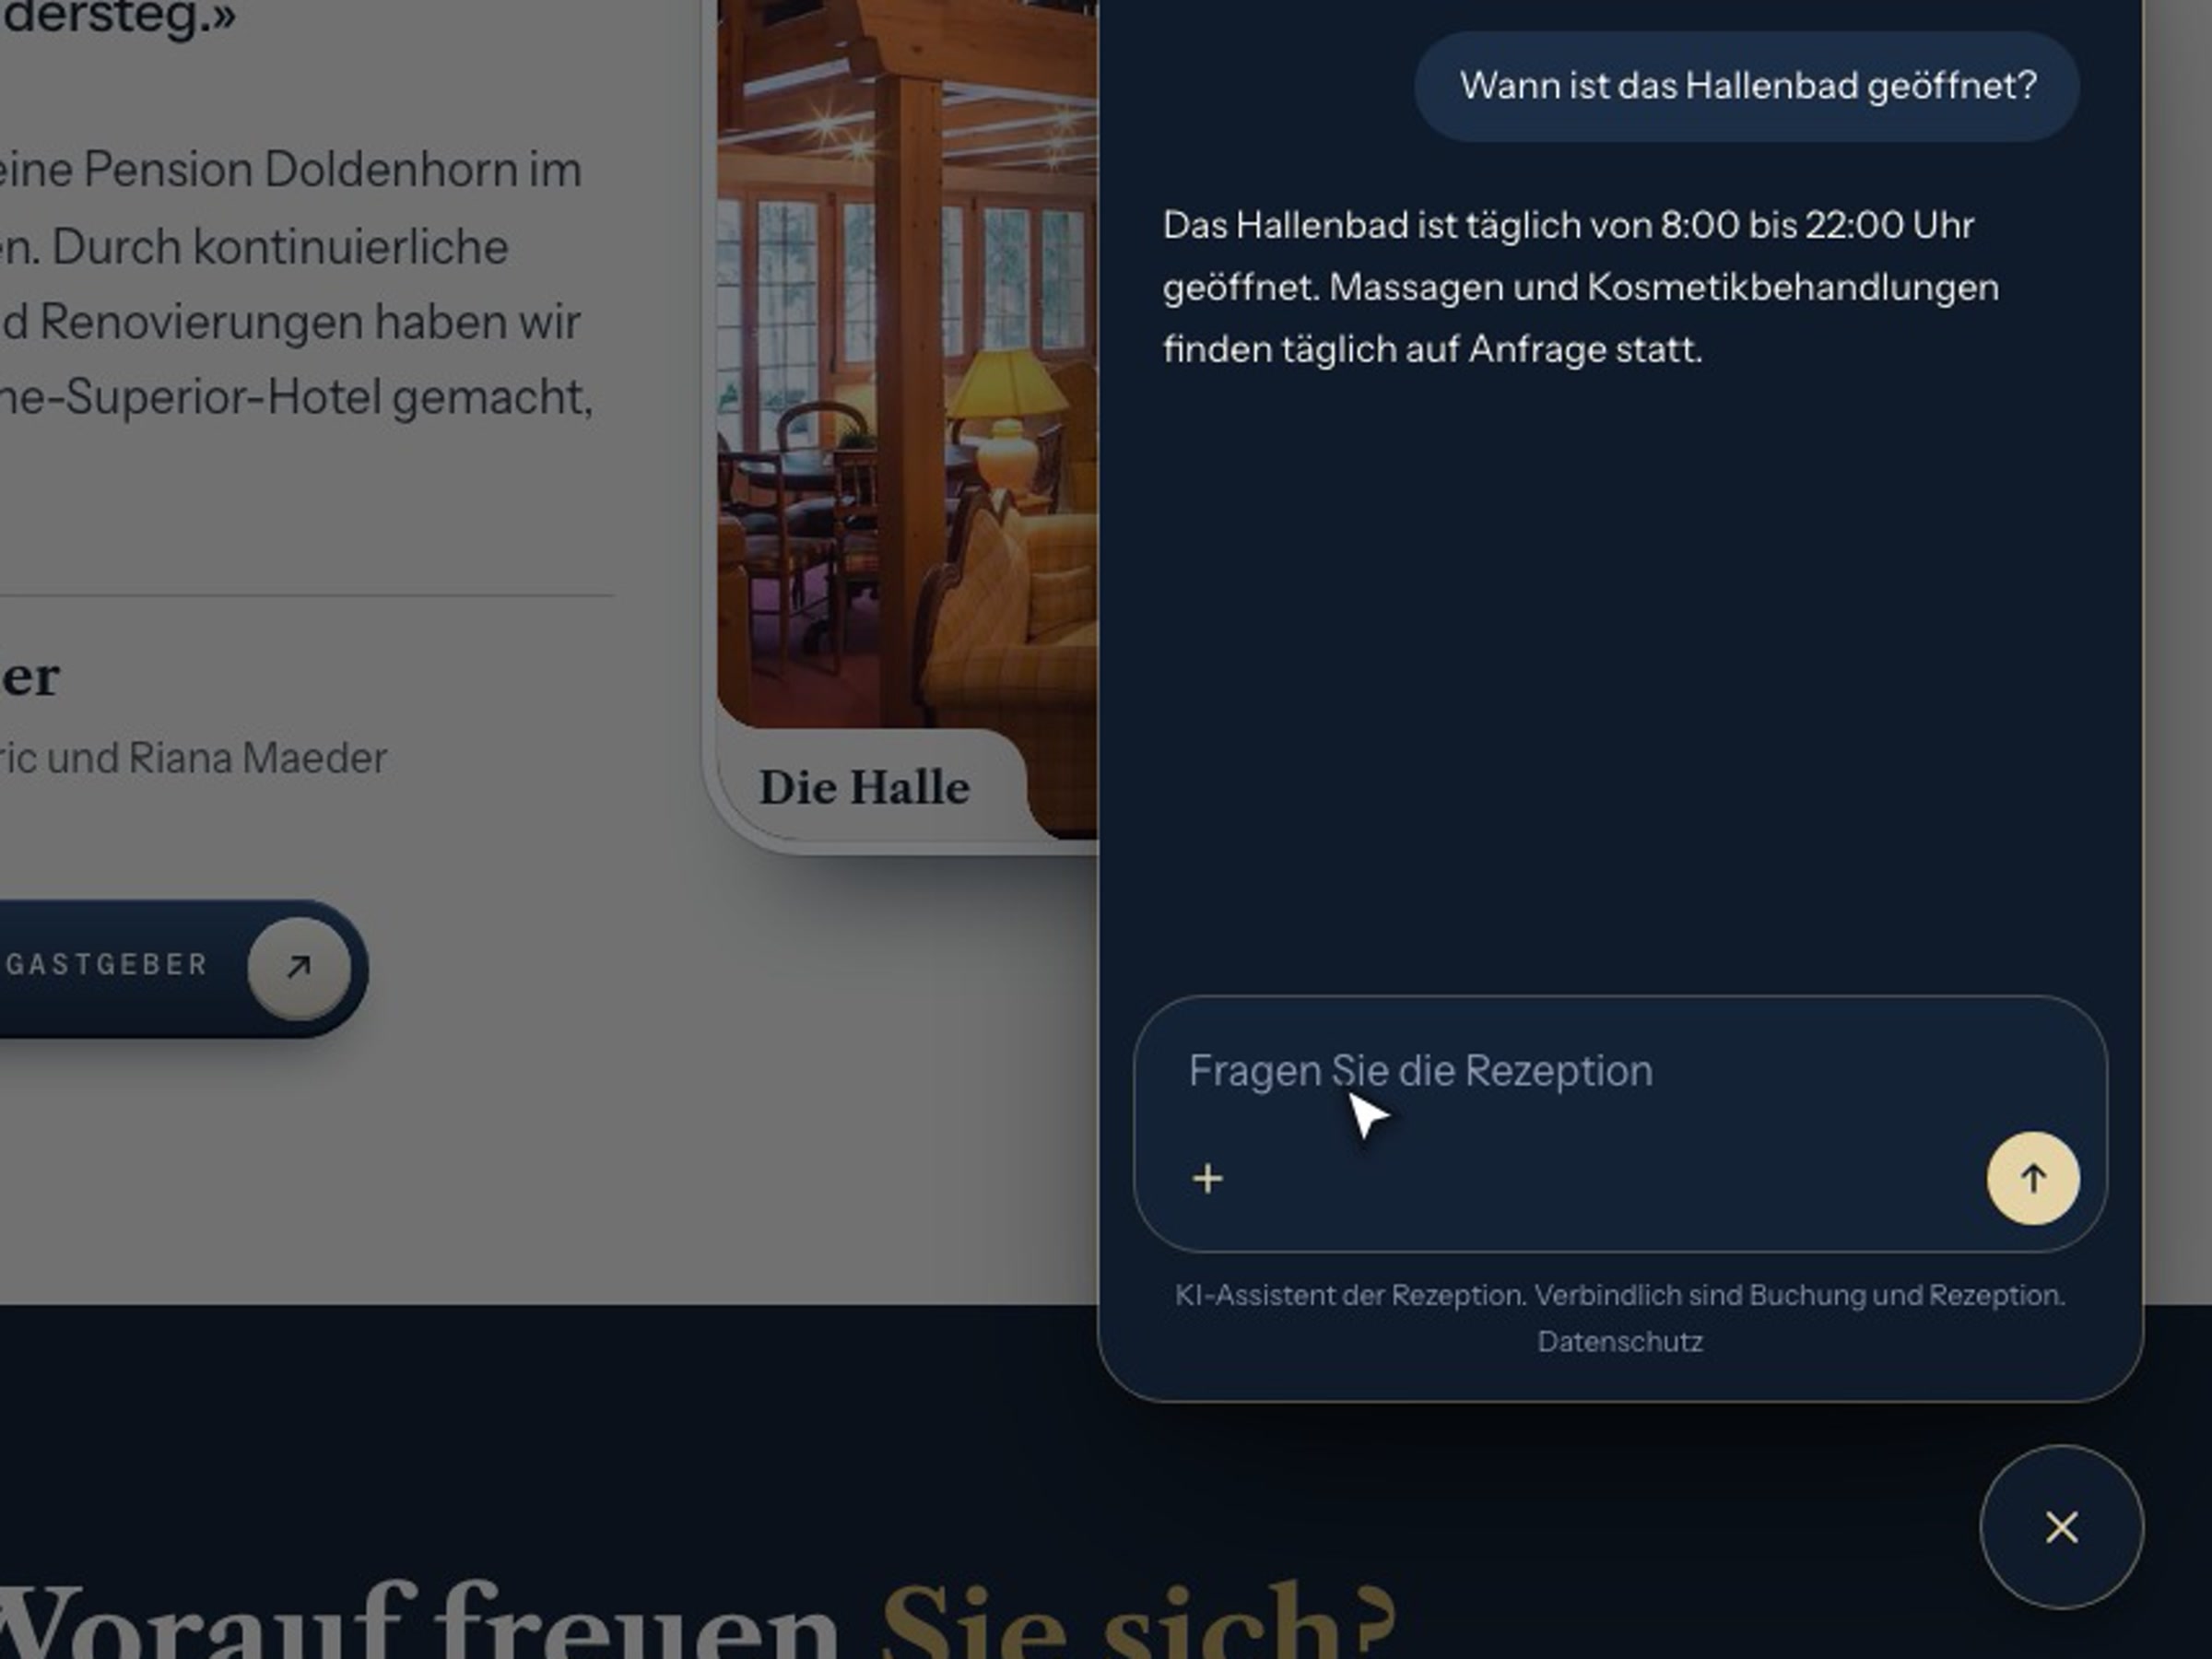 dersteg.»
eine Pension Doldenhorn im
en. Durch kontinuierliche
d Renovierungen haben wir
ne-Superior-Hotel gemacht,
er
ric und Riana Maeder
GASTGEBER
Die Halle
Wann ist das Hallenbad geöffnet?
Das Hallenbad ist täglich von 8:00 bis 22:00 Uhr
geöffnet. Massagen und Kosmetikbehandlungen
finden täglich auf Anfrage statt.
Fragen Sie die Rezeption
KI-Assistent der Rezeption. Verbindlich sind Buchung und Rezeption.
Datenschutz
Worauf freuen Sie sich?